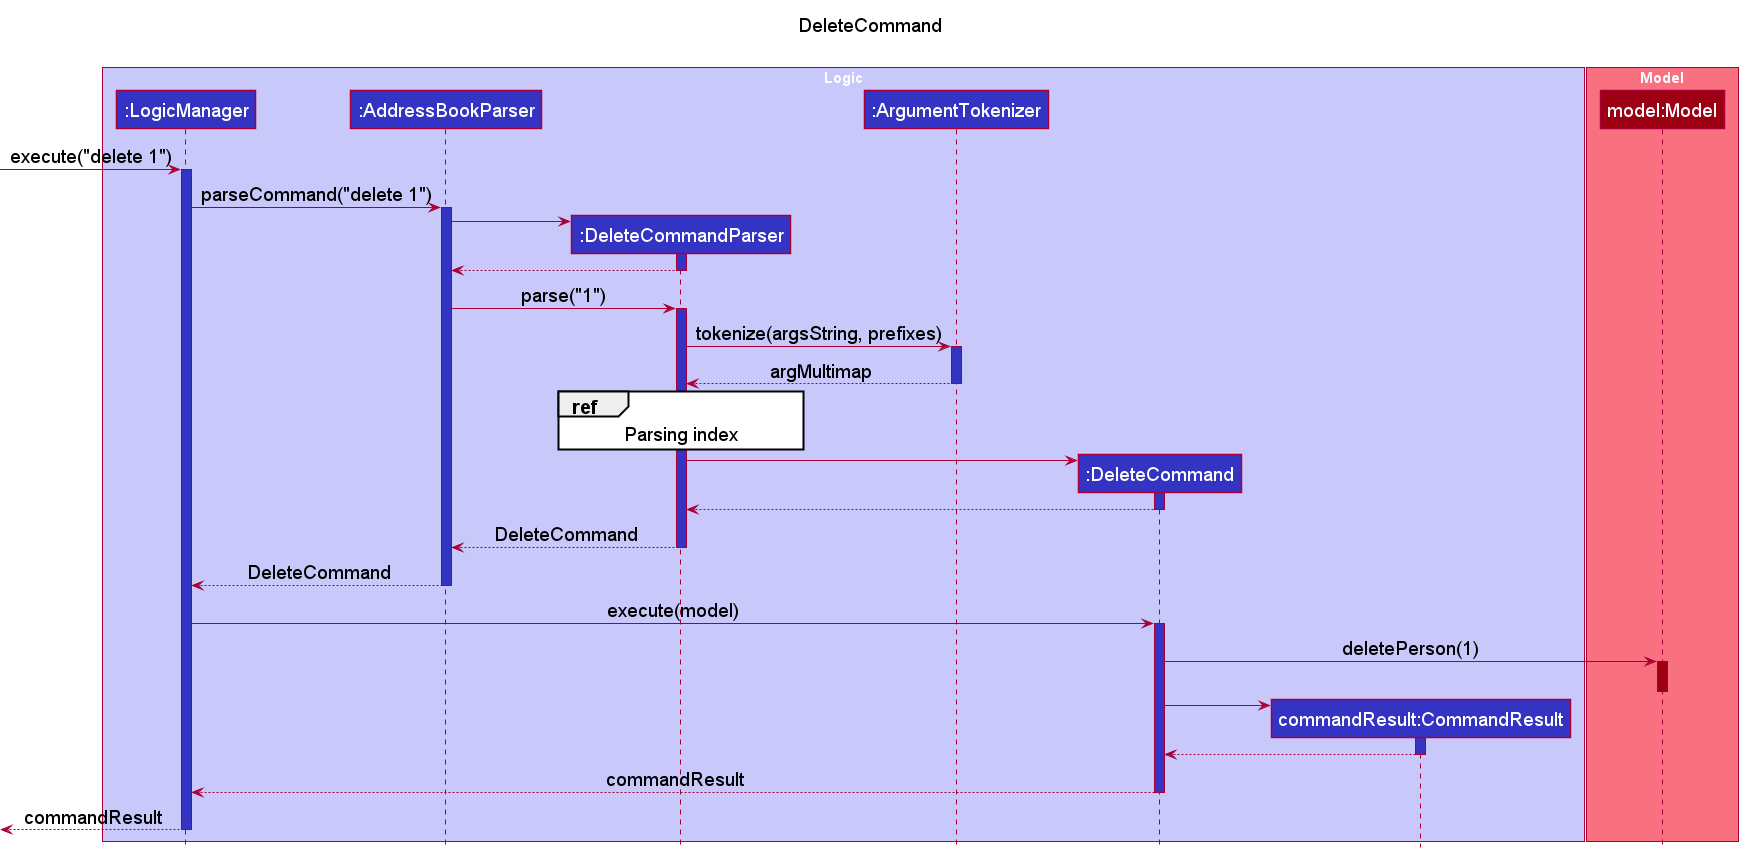 DeleteCommand
Logic
Model
:LogicManager
:AddressBookParser
:ArgumentTokenizer
model:Model
execute("delete 1")
parseCommand("delete 1")
:DeleteCommandParser
parse("1")
tokenize(argsString, prefixes)
argMultimap
ref
Parsing index
:DeleteCommand
DeleteCommand
DeleteCommand
execute(model)
deletePerson(1)
commandResult:CommandResult
commandResult
commandResult